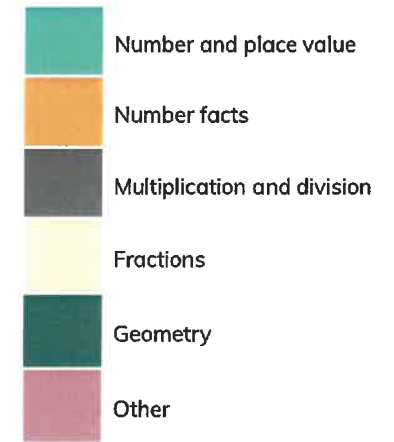 Number and place value
Number facts
Multiplication and division
Fractions
Geometry
Other